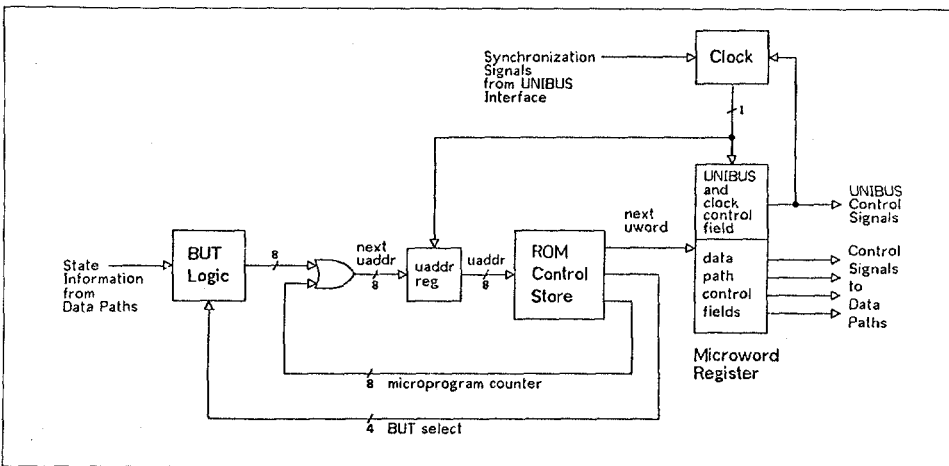 Synchronization
Signals
from UNIBUS
Interface
Clock
1
UNIBUS
and
clock
control
field
UNIBUS
Control
Signals
State
Information
from
Data Paths
BUT
Logic
8
next
uaddr
8
uaddr
reg
uaddr
8
ROM
Control
Store
next
uword
data
path
control
fields
Control
Signals
to
Data
Paths
Microword
Register
8 microprogram counter
4 BUT select